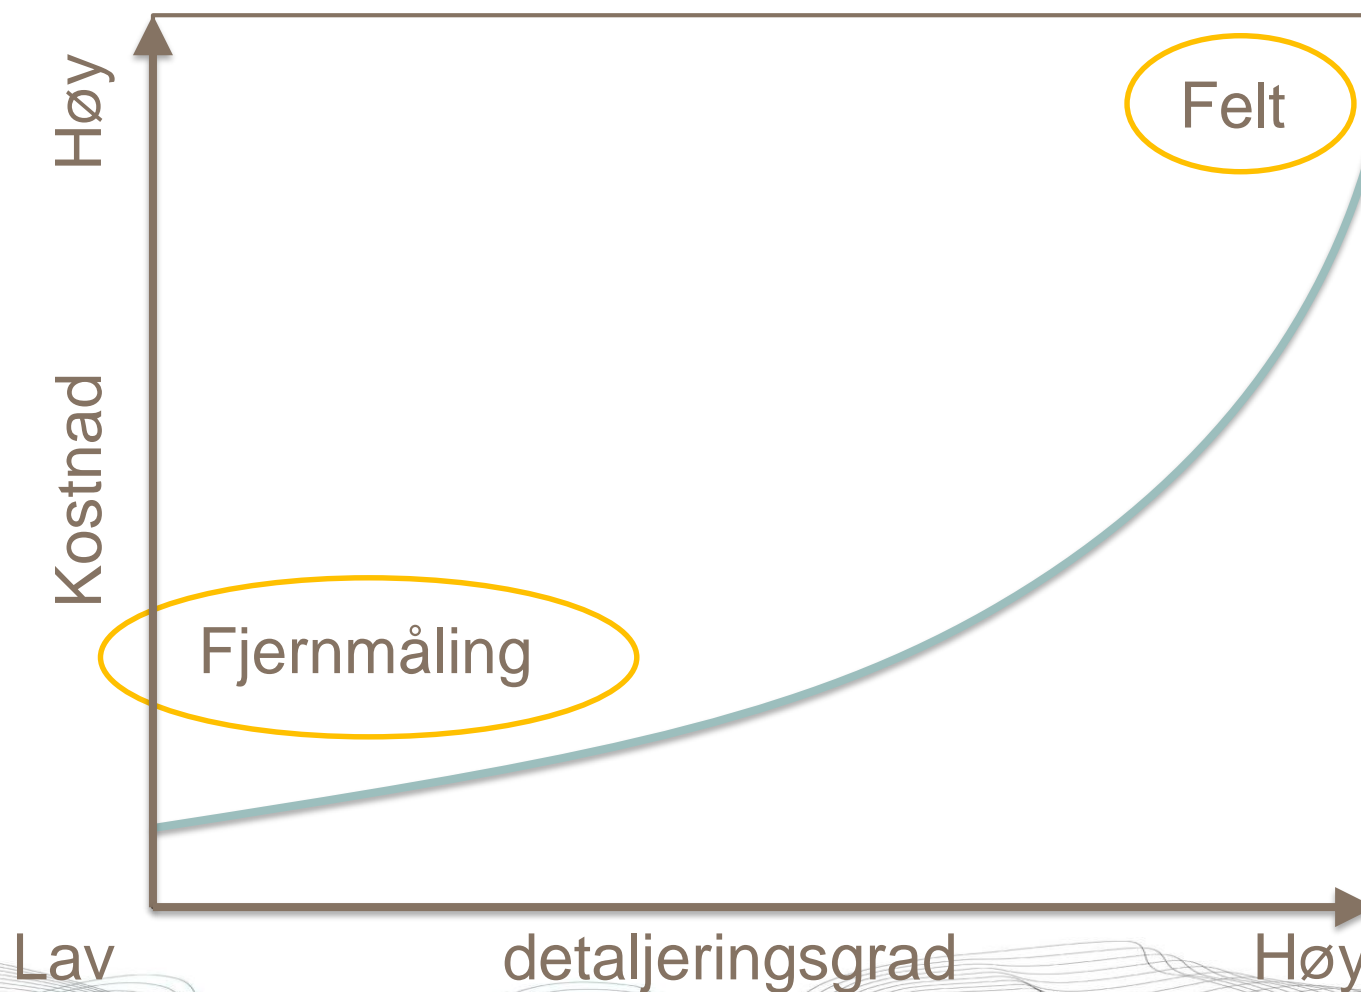 Høy
Kostnad
Felt
Fjernmåling
Lav
detaljeringsgrad
Høy